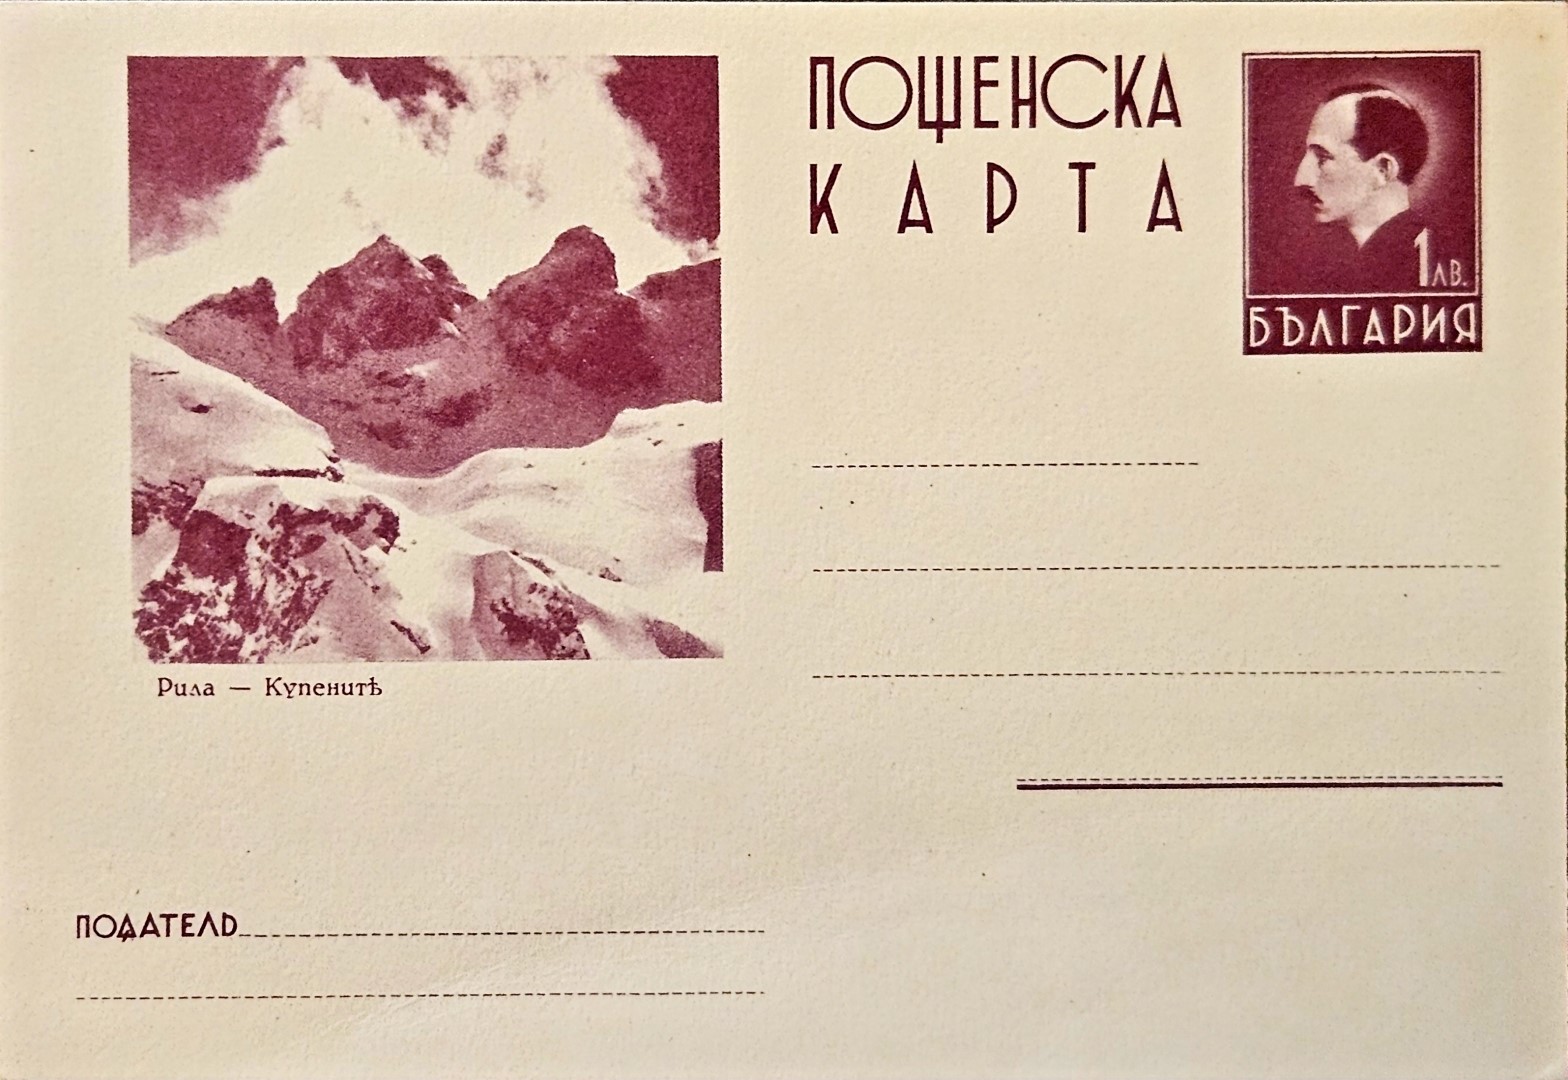 ПОЩЕНСКА
КАРТА
1 ЛВ.
БЪЛГАРИЯ
Рила — Купенитѣ
ПОДАТЕЛЬ